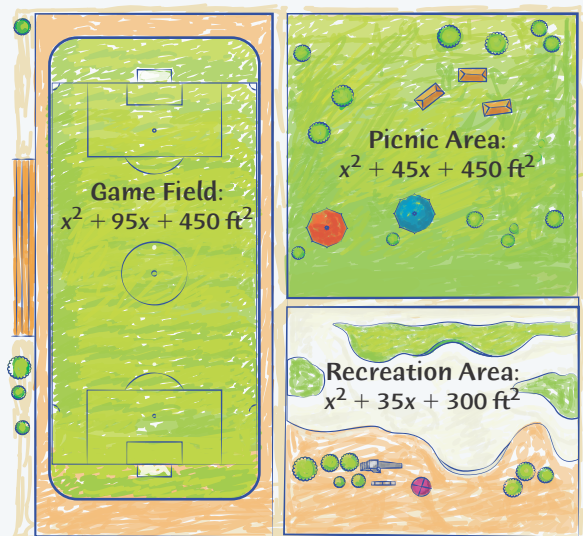 Game Field:
x² + 95x + 450 ft²
Picnic Area:
x² + 45x + 450 ft²
Recreation Area:
x² + 35x + 300 ft²